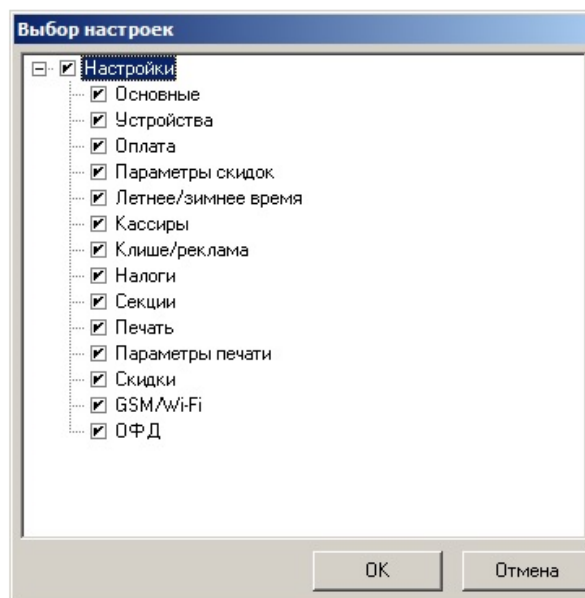 Выбор настроек
Настройки
Основные
Устройства
Оплата
Параметры скидок
Летнее/зимнее время
Кассиры
Клише/реклама
Налоги
Секции
Печать
Параметры печати
Скидки
GSM/Wi-Fi
ОФД
OK
Отмена